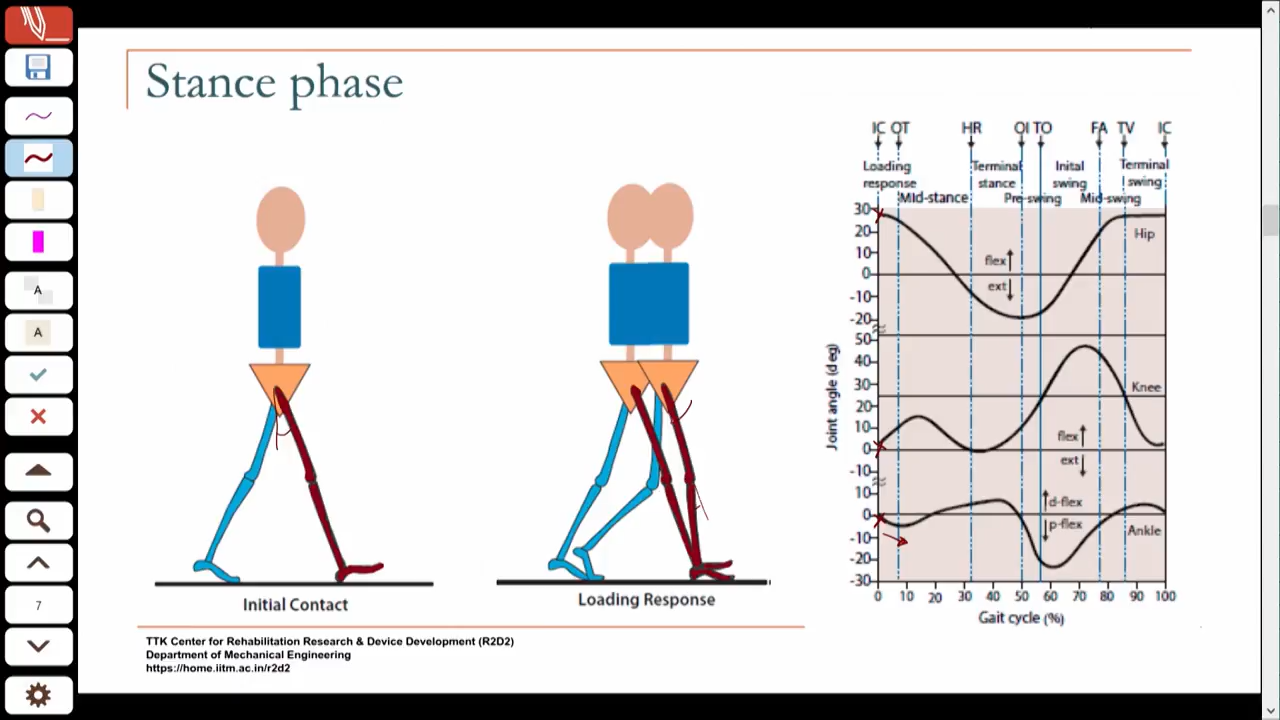 Stance phase
IC OT HR OI TO FA TV IC
Loading response
Terminal stance
Inital swing
Terminal swing
Mid-stance
Pre-swing
Mid-swing
30
20
10
0
-10
-20
Hip
flex
ext
50
40
30
20
10
0
-10
Knee
flex
ext
10
0
-10
-20
-30
d-flex
p-flex
Ankle
Joint angle (deg)
0 10 20 30 40 50 60 70 80 90 100
Gait cycle (%)
Initial Contact
Loading Response
TTK Center for Rehabilitation Research & Device Development (R2D2)
Department of Mechanical Engineering
https://home.iitm.ac.in/r2d2
A
A
7